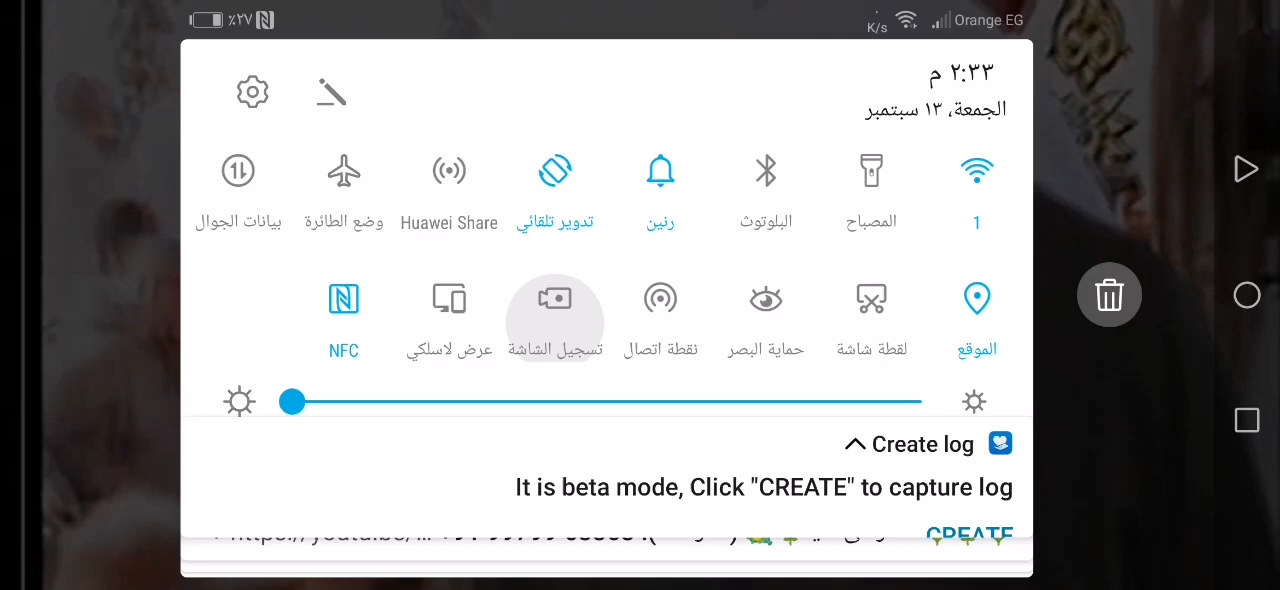 ٪٢٧
K/s
Orange EG
٢:٣٣ م
الجمعة، ١٣ سبتمبر
1
المصباح
البلوتوث
رنين
تدوير تلقائي
Huawei Share
وضع الطائرة
بيانات الجوال
الموقع
لقطة شاشة
حماية البصر
نقطة اتصال
تسجيل الشاشة
عرض لاسلكي
NFC
Create log
It is beta mode, Click "CREATE" to capture log
CREATE